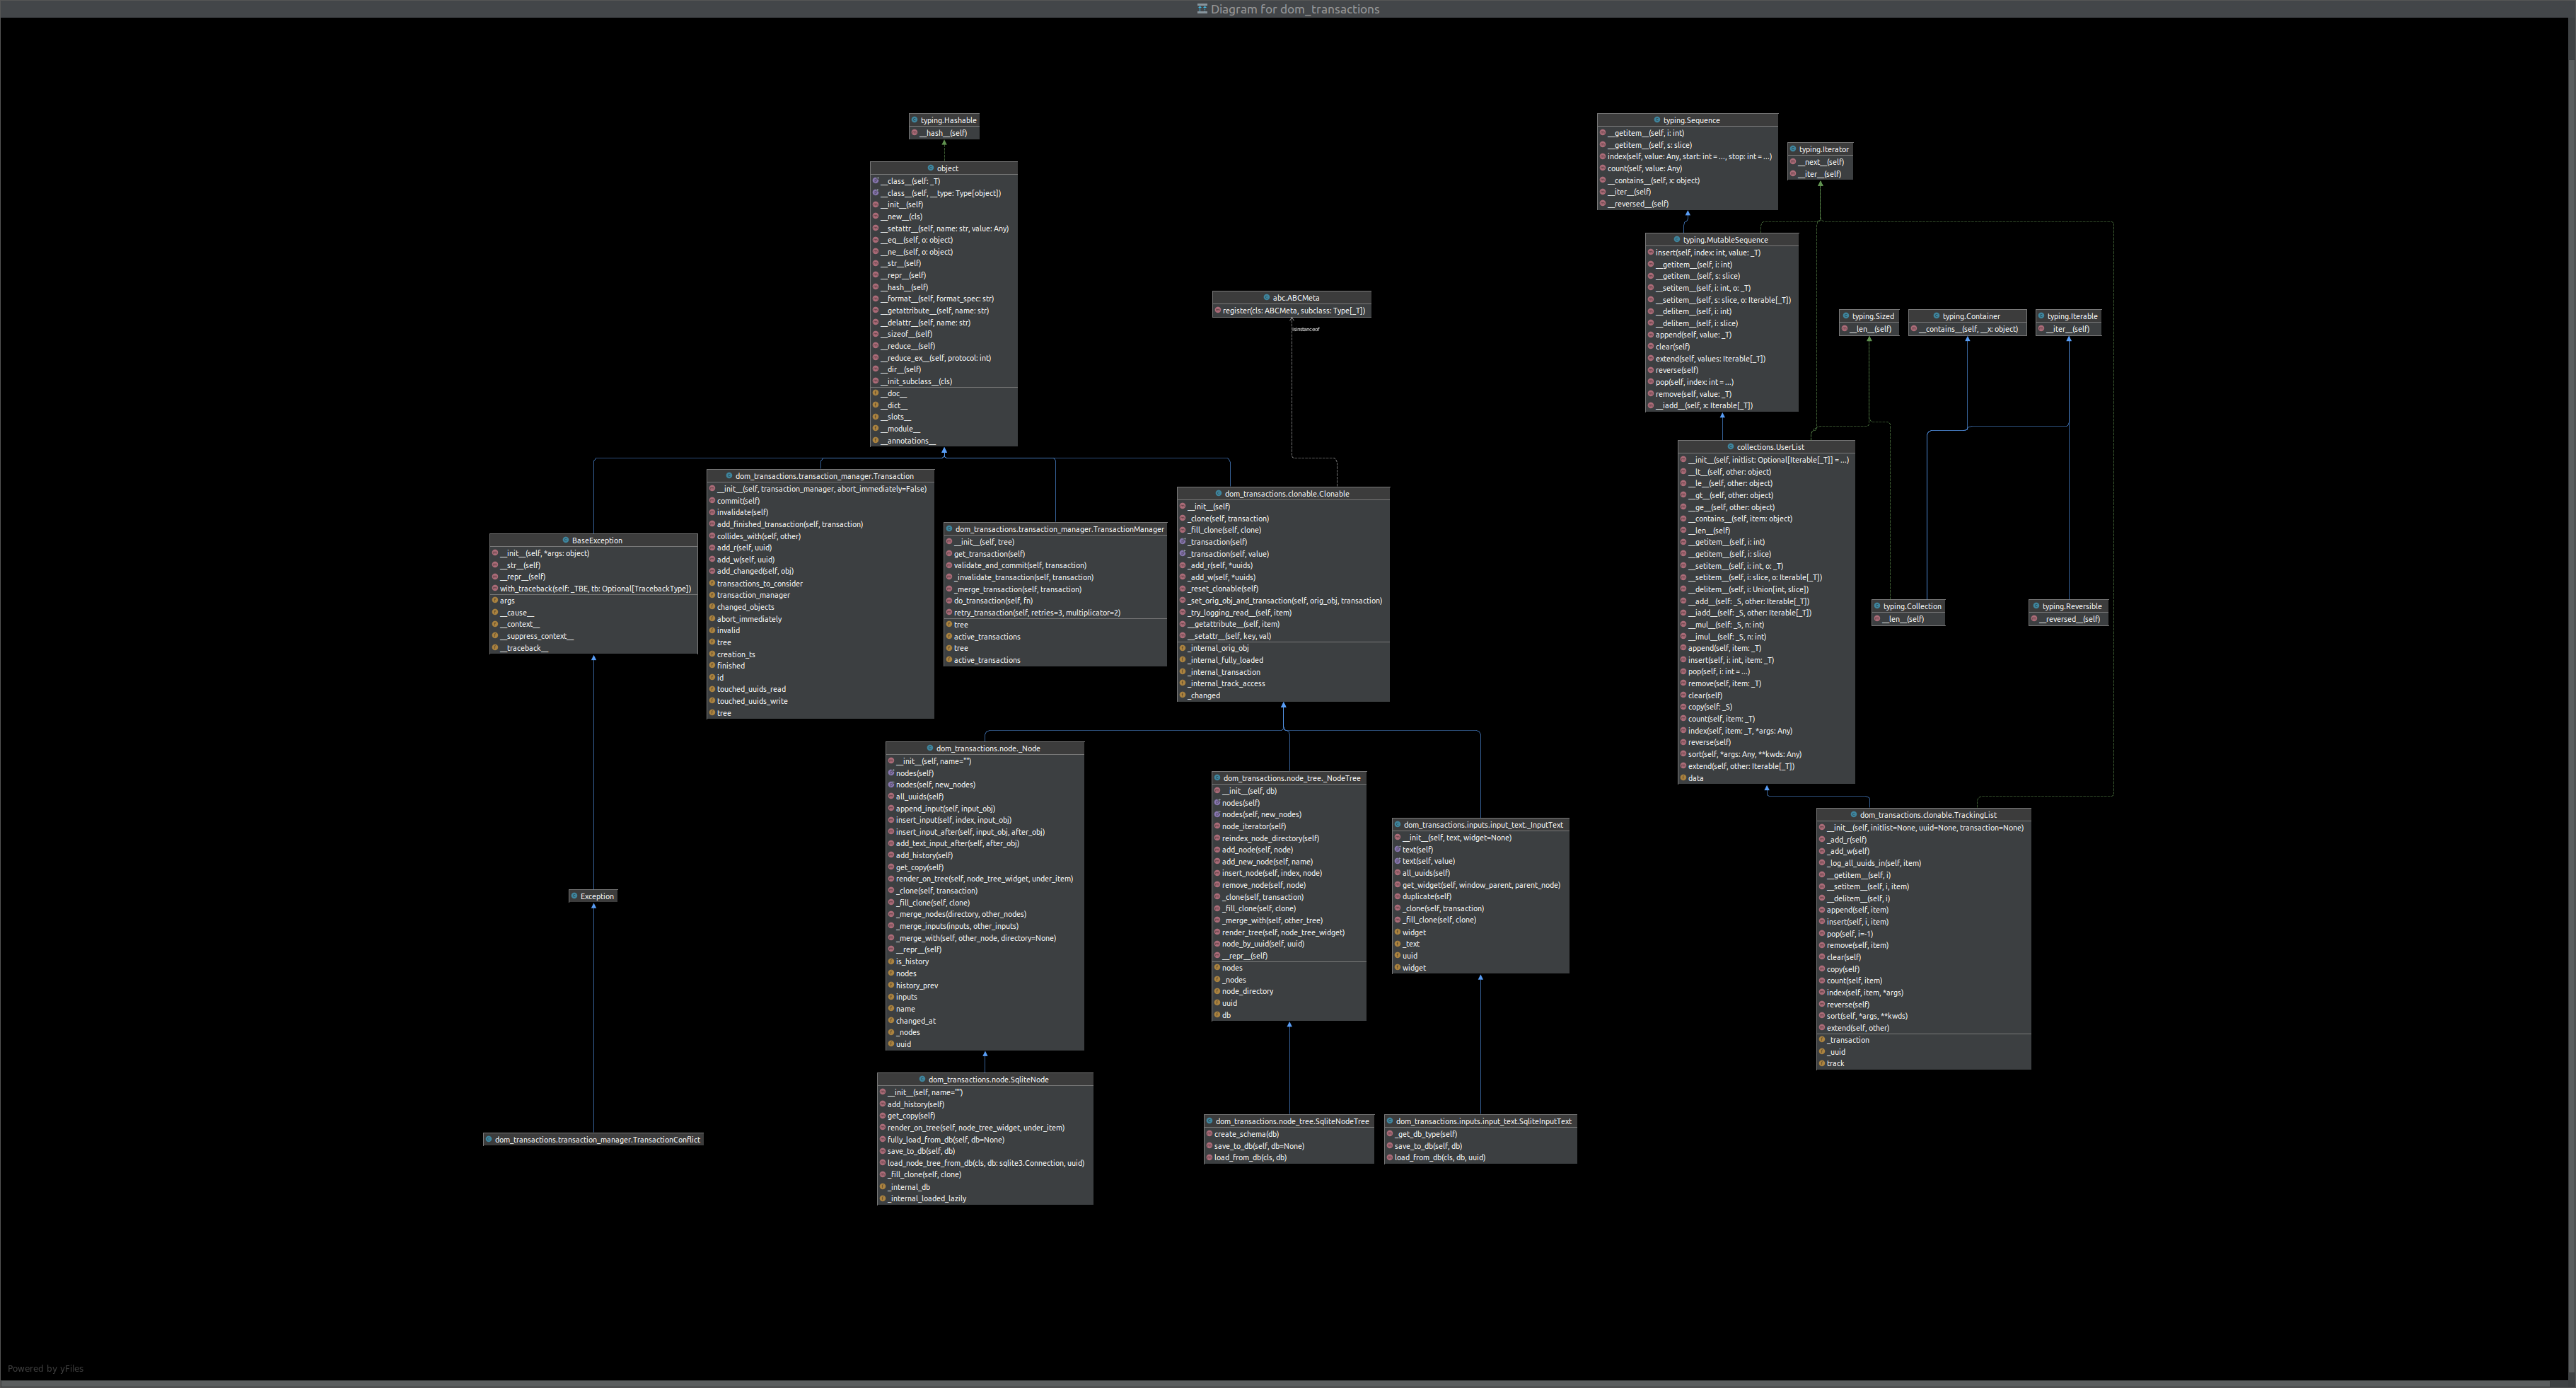 Diagram for dom_transactions
typing.Hashable
__hash__(self)
object
__class__(self: _T)
__class__(self, __type: Type[object])
__init__(self)
__new__(cls)
__setattr__(self, name: str, value: Any)
__eq__(self, o: object)
__ne__(self, o: object)
__str__(self)
__repr__(self)
__hash__(self)
__format__(self, format_spec: str)
__getattribute__(self, name: str)
__delattr__(self, name: str)
__sizeof__(self)
__reduce__(self)
__reduce_ex__(self, protocol: int)
__dir__(self)
__init_subclass__(cls)
__doc__
__dict__
__slots__
__module__
__annotations__
typing.Sequence
__getitem__(self, i: int)
__getitem__(self, s: slice)
index(self, value: Any, start: int = ..., stop: int = ...)
count(self, value: Any)
__contains__(self, x: object)
__iter__(self)
__reversed__(self)
typing.Iterator
__next__(self)
__iter__(self)
typing.MutableSequence
insert(self, index: int, value: _T)
__getitem__(self, i: int)
__getitem__(self, s: slice)
__setitem__(self, i: int, o: _T)
__setitem__(self, s: slice, o: Iterable[_T])
__delitem__(self, i: int)
__delitem__(self, i: slice)
append(self, value: _T)
clear(self)
extend(self, values: Iterable[_T])
reverse(self)
pop(self, index: int = ...)
remove(self, value: _T)
__iadd__(self, x: Iterable[_T])
abc.ABCMeta
register(cls: ABCMeta, subclass: Type[_T])
isinstanceof
typing.Sized
__len__(self)
typing.Container
__contains__(self, __x: object)
typing.Iterable
__iter__(self)
collections.UserList
__init__(self, initlist: Optional[Iterable[_T]] = ...)
__lt__(self, other: object)
__le__(self, other: object)
__gt__(self, other: object)
__ge__(self, other: object)
__contains__(self, item: object)
__len__(self)
__getitem__(self, i: int)
__getitem__(self, i: slice)
__setitem__(self, i: int, o: _T)
__setitem__(self, i: slice, o: Iterable[_T])
__delitem__(self, i: Union[int, slice])
__add__(self: _S, other: Iterable[_T])
__iadd__(self: _S, other: Iterable[_T])
__mul__(self: _S, n: int)
__imul__(self: _S, n: int)
append(self, item: _T)
insert(self, i: int, item: _T)
pop(self, i: int = ...)
remove(self, item: _T)
clear(self)
copy(self: _S)
count(self, item: _T)
index(self, item: _T, *args: Any)
reverse(self)
sort(self, *args: Any, **kwds: Any)
extend(self, other: Iterable[_T])
data
dom_transactions.transaction_manager.Transaction
__init__(self, transaction_manager, abort_immediately=False)
commit(self)
invalidate(self)
add_finished_transaction(self, transaction)
collides_with(self, other)
add_r(self, uuid)
add_w(self, uuid)
add_changed(self, obj)
transactions_to_consider
transaction_manager
changed_objects
abort_immediately
invalid
tree
creation_ts
finished
id
touched_uuids_read
touched_uuids_write
tree
dom_transactions.clonable.Clonable
__init__(self)
_clone(self, transaction)
_fill_clone(self, clone)
_transaction(self)
_transaction(self, value)
_add_r(self, *uuids)
_add_w(self, *uuids)
_reset_clonable(self)
_set_orig_obj_and_transaction(self, orig_obj, transaction)
_try_logging_read__(self, item)
__getattribute__(self, item)
__setattr__(self, key, val)
_internal_orig_obj
_internal_fully_loaded
_internal_transaction
_internal_track_access
_changed
dom_transactions.transaction_manager.TransactionManager
__init__(self, tree)
get_transaction(self)
validate_and_commit(self, transaction)
_invalidate_transaction(self, transaction)
_merge_transaction(self, transaction)
do_transaction(self, fn)
retry_transaction(self, retries=3, multiplicator=2)
tree
active_transactions
tree
active_transactions
BaseException
__init__(self, *args: object)
__str__(self)
__repr__(self)
with_traceback(self: _TBE, tb: Optional[TracebackType])
args
__cause__
__context__
__suppress_context__
__traceback__
typing.Collection
__len__(self)
typing.Reversible
__reversed__(self)
dom_transactions.node._Node
__init__(self, name="")
nodes(self)
nodes(self, new_nodes)
all_uuids(self)
append_input(self, input_obj)
insert_input(self, index, input_obj)
insert_input_after(self, input_obj, after_obj)
add_text_input_after(self, after_obj)
add_history(self)
get_copy(self)
render_on_tree(self, node_tree_widget, under_item)
_clone(self, transaction)
_fill_clone(self, clone)
_merge_nodes(directory, other_nodes)
_merge_inputs(inputs, other_inputs)
_merge_with(self, other_node, directory=None)
__repr__(self)
is_history
nodes
history_prev
inputs
name
changed_at
_nodes
uuid
dom_transactions.node_tree._NodeTree
__init__(self, db)
nodes(self)
nodes(self, new_nodes)
node_iterator(self)
reindex_node_directory(self)
add_node(self, node)
add_new_node(self, name)
insert_node(self, index, node)
remove_node(self, node)
_clone(self, transaction)
_fill_clone(self, clone)
_merge_with(self, other_tree)
render_tree(self, node_tree_widget)
node_by_uuid(self, uuid)
__repr__(self)
nodes
_nodes
node_directory
uuid
db
dom_transactions.inputs.input_text._InputText
__init__(self, text, widget=None)
text(self)
text(self, value)
all_uuids(self)
get_widget(self, window_parent, parent_node)
duplicate(self)
_clone(self, transaction)
_fill_clone(self, clone)
widget
_text
uuid
widget
dom_transactions.clonable.TrackingList
__init__(self, initlist=None, uuid=None, transaction=None)
_add_r(self)
_add_w(self)
_log_all_uuids_in(self, item)
__getitem__(self, i)
__setitem__(self, i, item)
__delitem__(self, i)
append(self, item)
insert(self, i, item)
pop(self, i=-1)
remove(self, item)
clear(self)
copy(self)
count(self, item)
index(self, item, *args)
reverse(self)
sort(self, *args, **kwds)
extend(self, other)
_transaction
_uuid
track
Exception
dom_transactions.node.SqliteNode
__init__(self, name="")
add_history(self)
get_copy(self)
render_on_tree(self, node_tree_widget, under_item)
fully_load_from_db(self, db=None)
save_to_db(self, db)
load_node_tree_from_db(cls, db: sqlite3.Connection, uuid)
_fill_clone(self, clone)
_internal_db
_internal_loaded_lazily
dom_transactions.node_tree.SqliteNodeTree
create_schema(db)
save_to_db(self, db=None)
load_from_db(cls, db)
dom_transactions.inputs.input_text.SqliteInputText
_get_db_type(self)
save_to_db(self, db)
load_from_db(cls, db, uuid)
dom_transactions.transaction_manager.TransactionConflict
Powered by yFiles